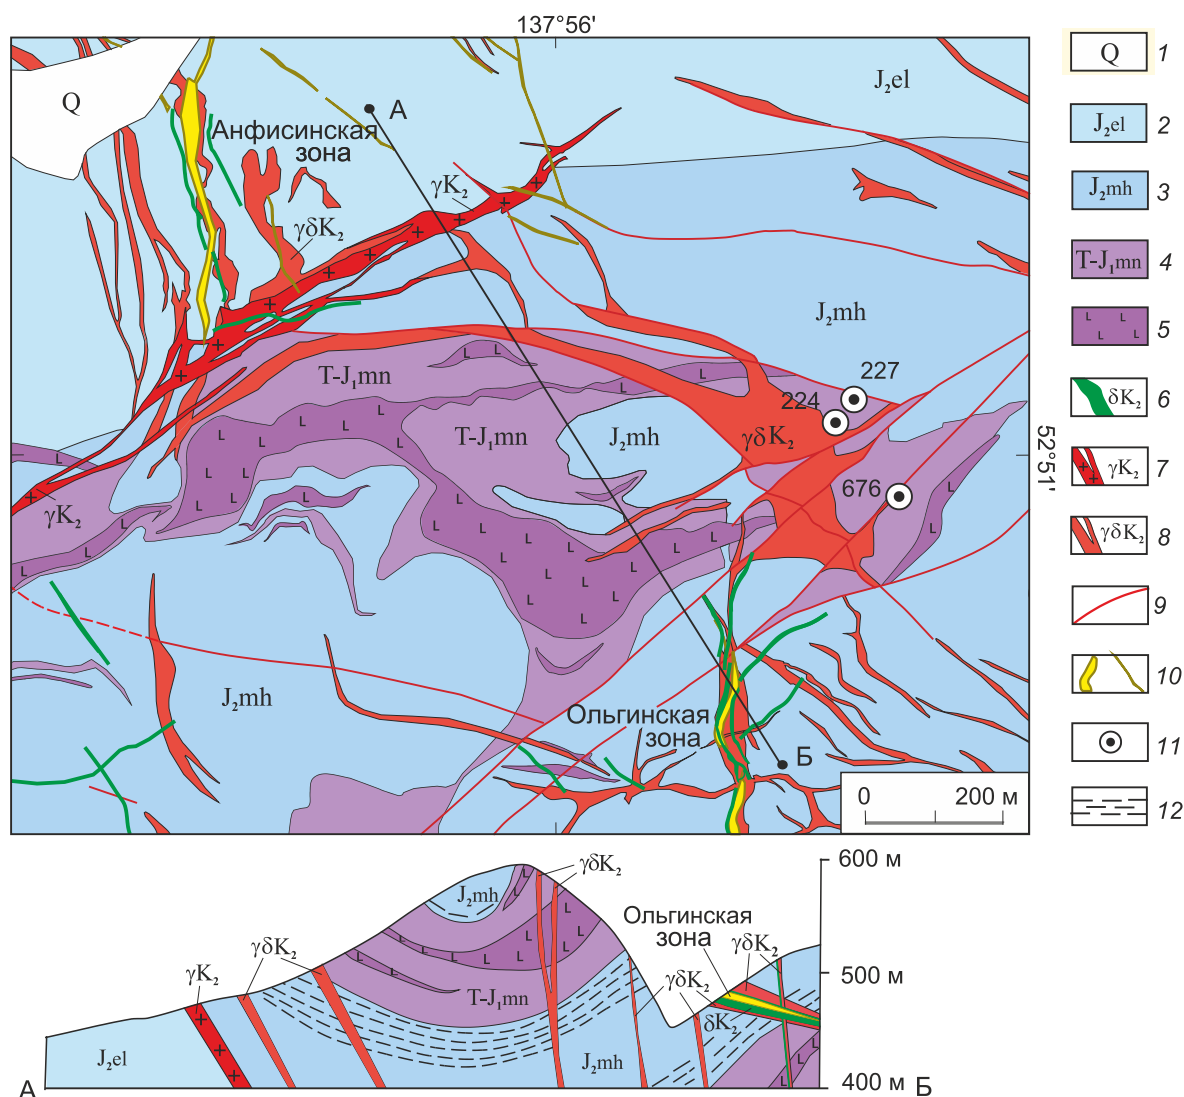 137°56'
Q
A
J₂el
Анфисинская
зона
γK₂
γδK₂
J₂mh
T-J₁mn
L L
L
227
224
T-J₁mn
J₂mh
γδK₂
52°51'
676
γK₂
J₂mh
Ольгинская
зона
Б
0 200 м
Q 1
J₂el 2
J₂mh 3
T-J₁mn 4
L L L L 5
δK₂ 6
γK₂ 7
γδK₂ 8
9
10
11
12
600 м
γδK₂
J₂mh
Ольгинская
зона
γδK₂
γδK₂
γK₂
500 м
γδK₂
T-J₁mn
δK₂
J₂el
J₂mh
А
400 м Б